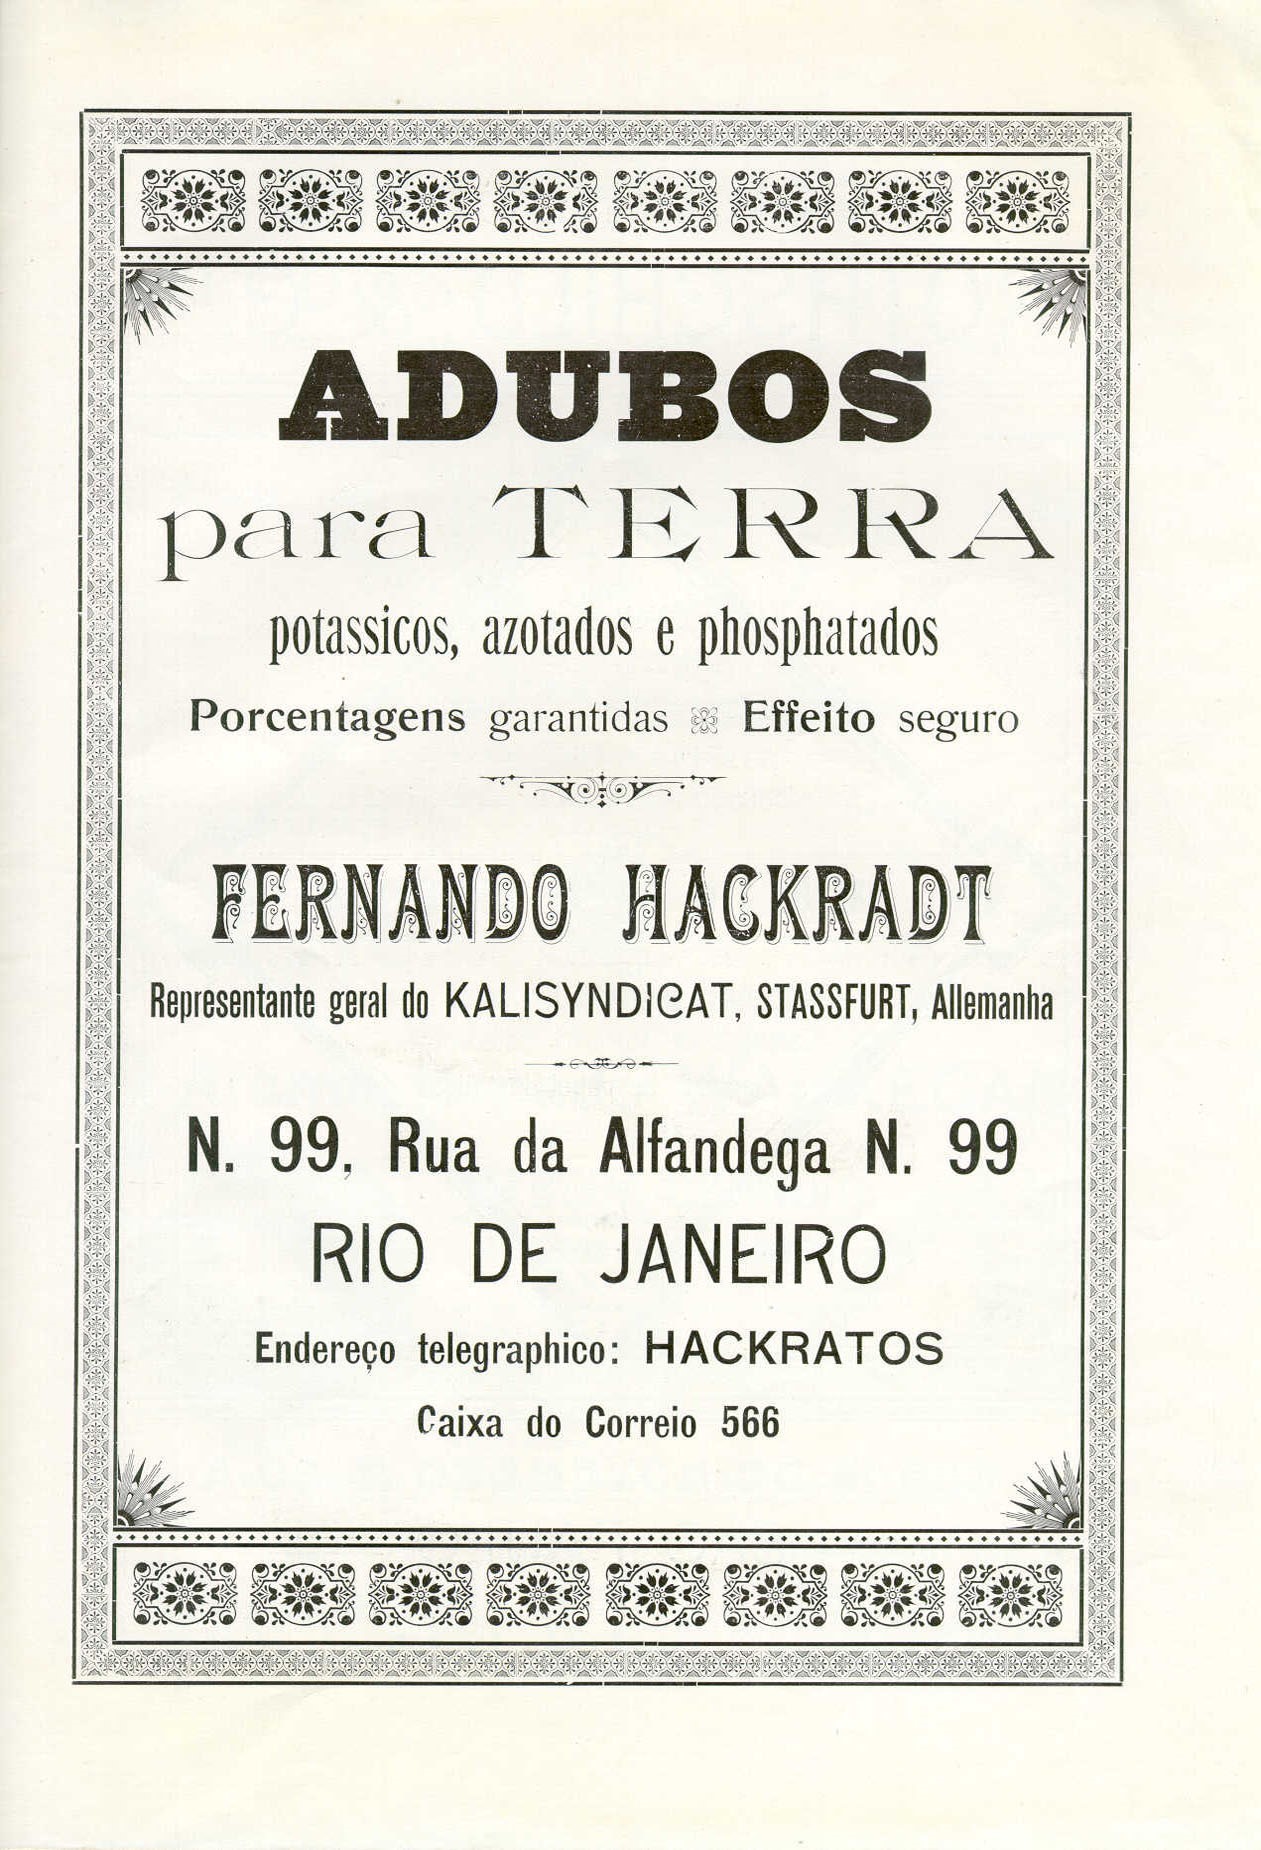 ADUBOS
para TERRA
potassicos, azotados e phosphatados
Porcentagens garantidas Effeito seguro
FERNANDO HACKRADT
Representante geral do KALISYNDICAT, STASSFURT, Allemanha
N. 99, Rua da Alfandega N. 99
RIO DE JANEIRO
Endereço telegraphico: HACKRATOS
Caixa do Correio 566